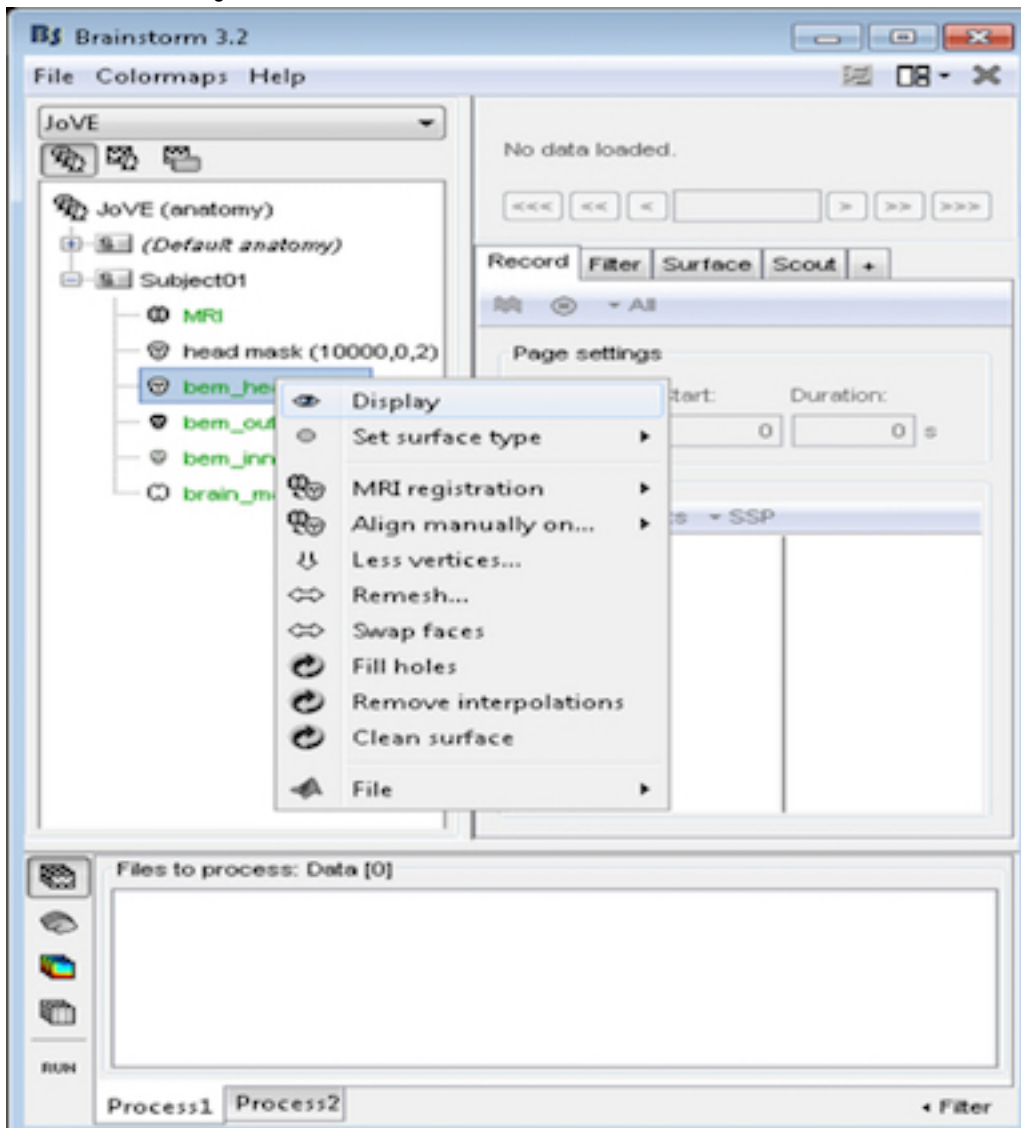 BS Brainstorm 3.2
File Colormaps Help
JoVE
No data loaded.
<<< << < > >> >>>
JoVE (anatomy)
(Default anatomy)
Subject01
MRI
head mask (10000,0,2)
bem_hea
bem_out
bem_inn
brain_m
Record Filter Surface Scout +
All
Page settings
Start: Duration:
0 0 s
SSP
Display
Set surface type
MRI registration
Align manually on...
Less vertices...
Remesh...
Swap faces
Fill holes
Remove interpolations
Clean surface
File
Files to process: Data [0]
RUN
Process1 Process2
Filter